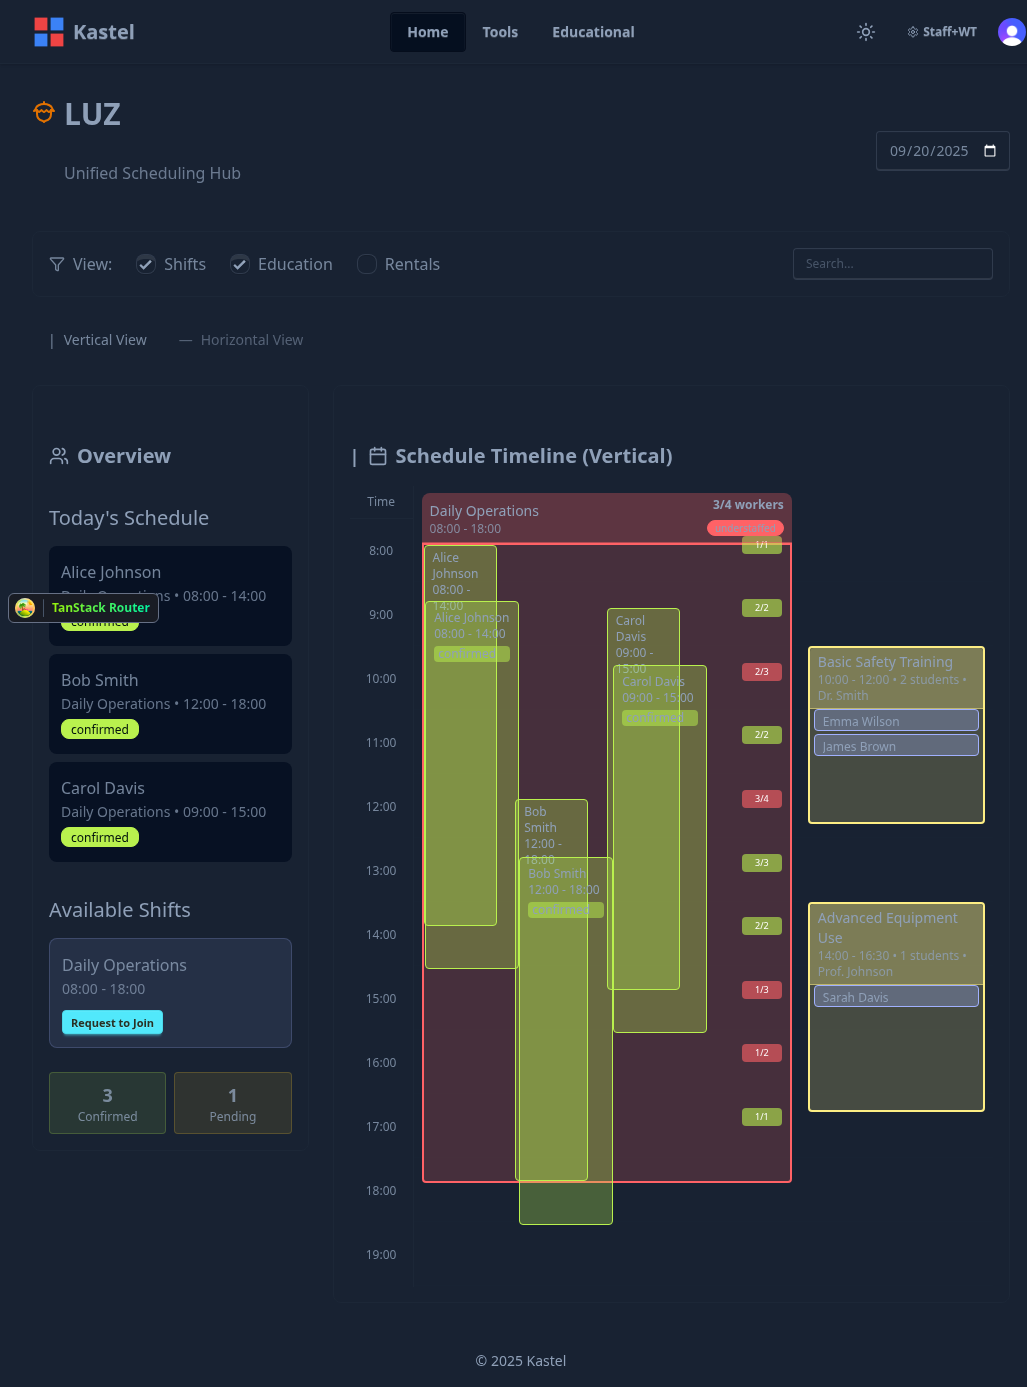 Kastel
Home
Tools
Educational
Staff+WT
LUZ
Unified Scheduling Hub
09/20/2025
View:
Shifts
Education
Rentals
Search...
| Vertical View
— Horizontal View
Overview
Today's Schedule
Alice Johnson
Daily Operations • 08:00 - 14:00
confirmed
TanStack Router
Bob Smith
Daily Operations • 12:00 - 18:00
confirmed
Carol Davis
Daily Operations • 09:00 - 15:00
confirmed
Available Shifts
Daily Operations
08:00 - 18:00
Request to Join
3
Confirmed
1
Pending
| Schedule Timeline (Vertical)
Time
8:00
9:00
10:00
11:00
12:00
13:00
14:00
15:00
16:00
17:00
18:00
19:00
Daily Operations
08:00 - 18:00
3/4 workers
understaffed
Alice
Johnson
08:00 -
14:00
Alice Johnson
08:00 - 14:00
confirmed
Bob
Smith
12:00 -
18:00
Bob Smith
12:00 - 18:00
confirmed
Carol
Davis
09:00 -
15:00
Carol Davis
09:00 - 15:00
confirmed
1/1
2/2
2/3
2/2
3/4
3/3
2/2
1/3
1/2
1/1
Basic Safety Training
10:00 - 12:00 • 2 students •
Dr. Smith
Emma Wilson
James Brown
Advanced Equipment
Use
14:00 - 16:30 • 1 students •
Prof. Johnson
Sarah Davis
© 2025 Kastel